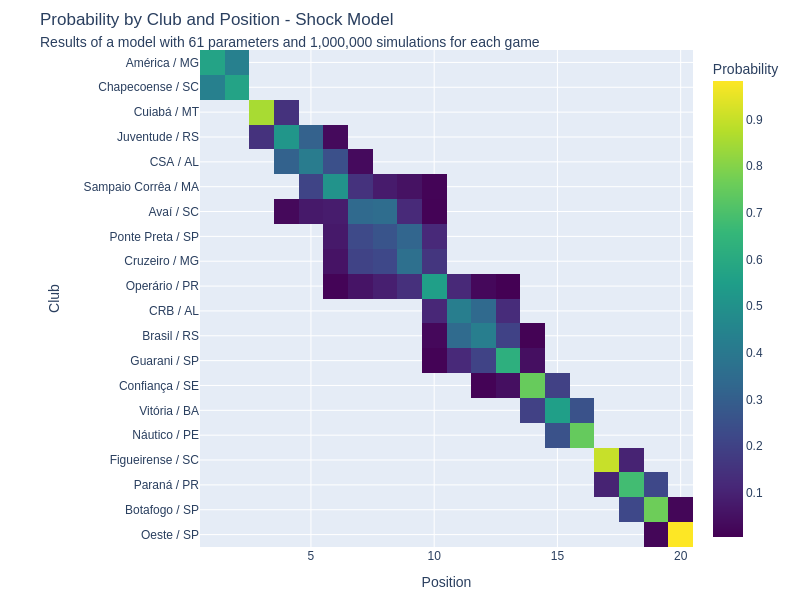 Probability by Club and Position - Shock Model
Results of a model with 61 parameters and 1,000,000 simulations for each game
Probability
América / MG
Chapecoense / SC
Cuiabá / MT
Juventude / RS
CSA / AL
Sampaio Corrêa / MA
Avaí / SC
Ponte Preta / SP
Cruzeiro / MG
Operário / PR
CRB / AL
Brasil / RS
Guarani / SP
Confiança / SE
Vitória / BA
Náutico / PE
Figueirense / SC
Paraná / PR
Botafogo / SP
Oeste / SP
Club
5 10 15 20
Position
0.9
0.8
0.7
0.6
0.5
0.4
0.3
0.2
0.1